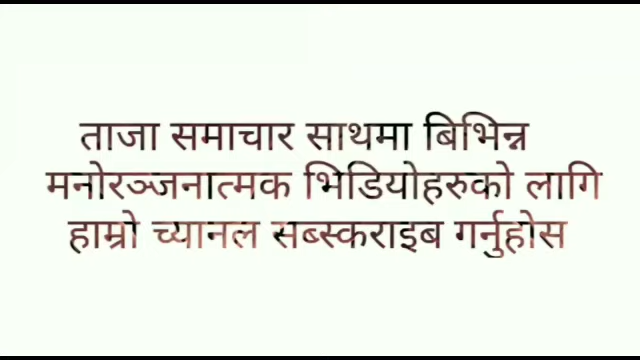 ताजा समाचार साथमा बिभिन्न
मनोरञ्जनात्मक भिडियोहरुको लागि
हाम्रो च्यानल सब्स्कराइब गर्नुहोस